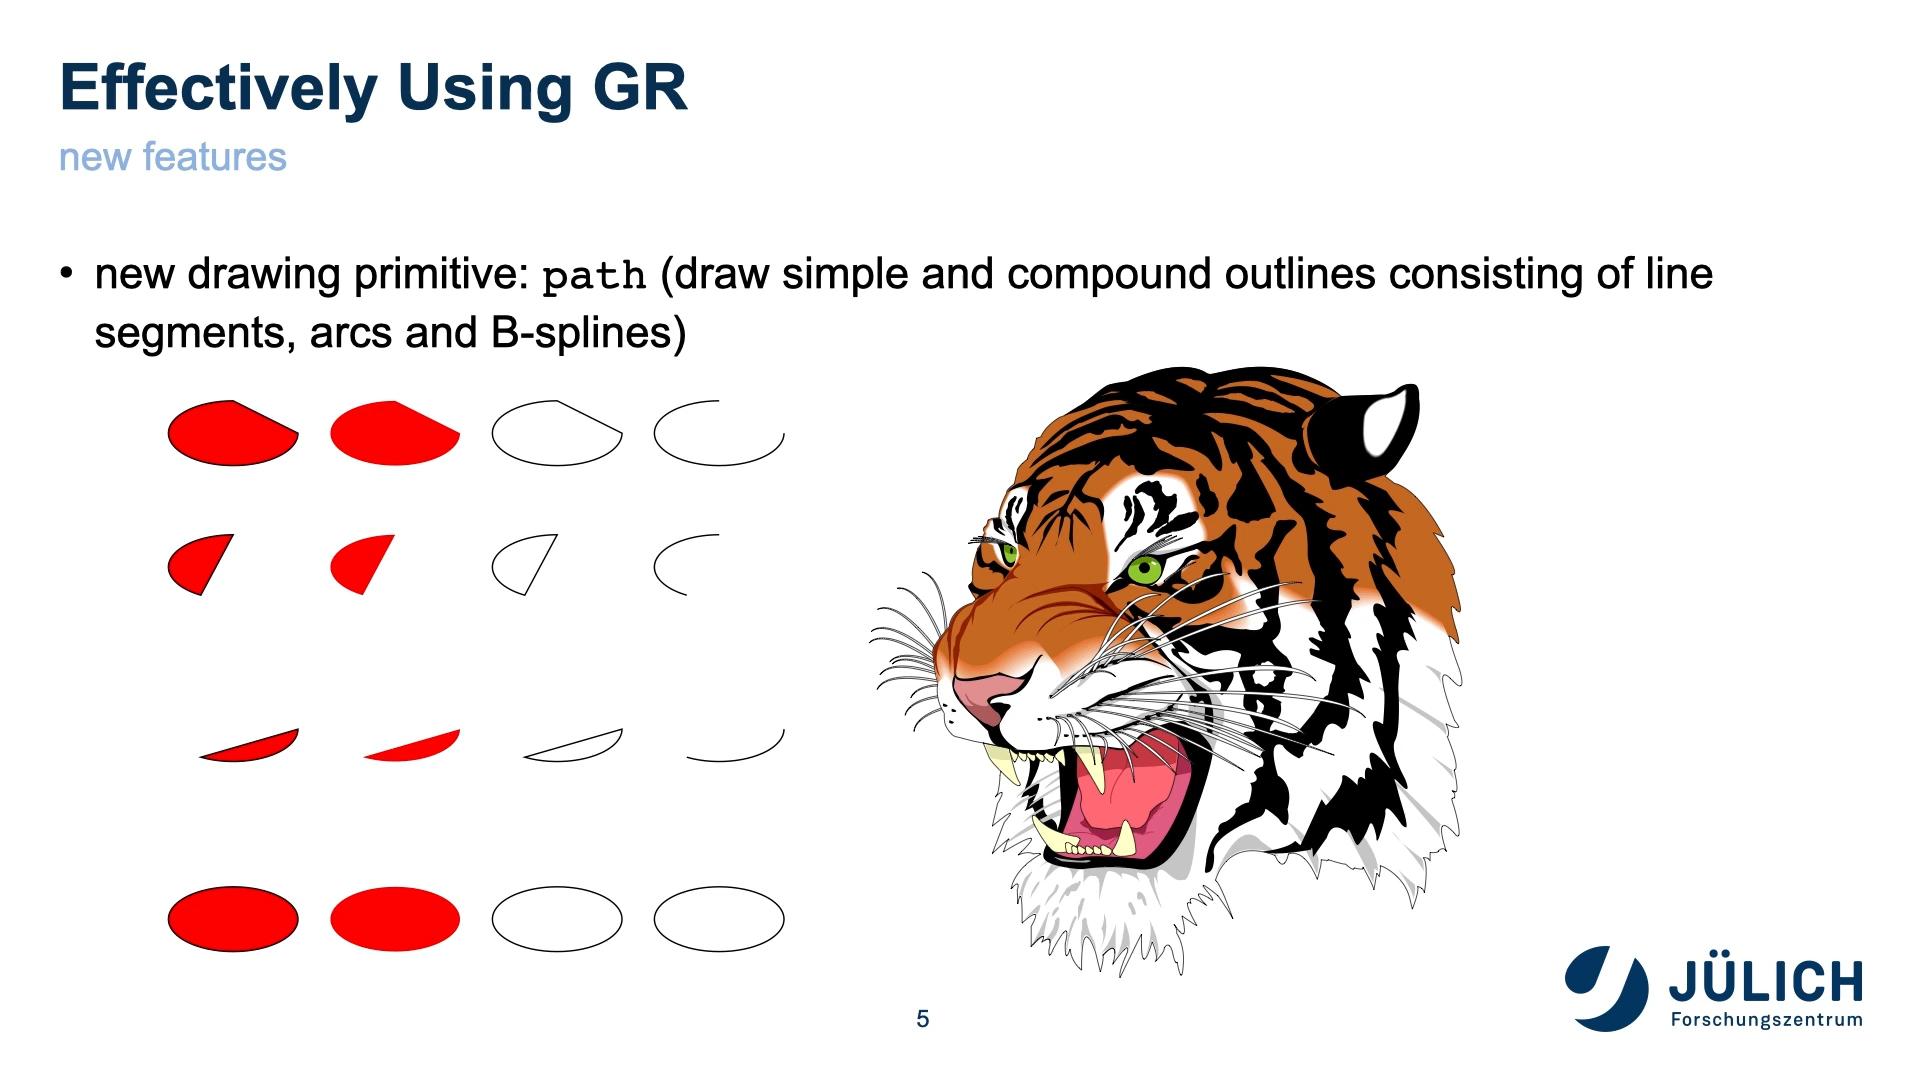 Effectively Using GR
new features
• new drawing primitive: path (draw simple and compound outlines consisting of line
segments, arcs and B-splines)
5
JÜLICH
Forschungszentrum